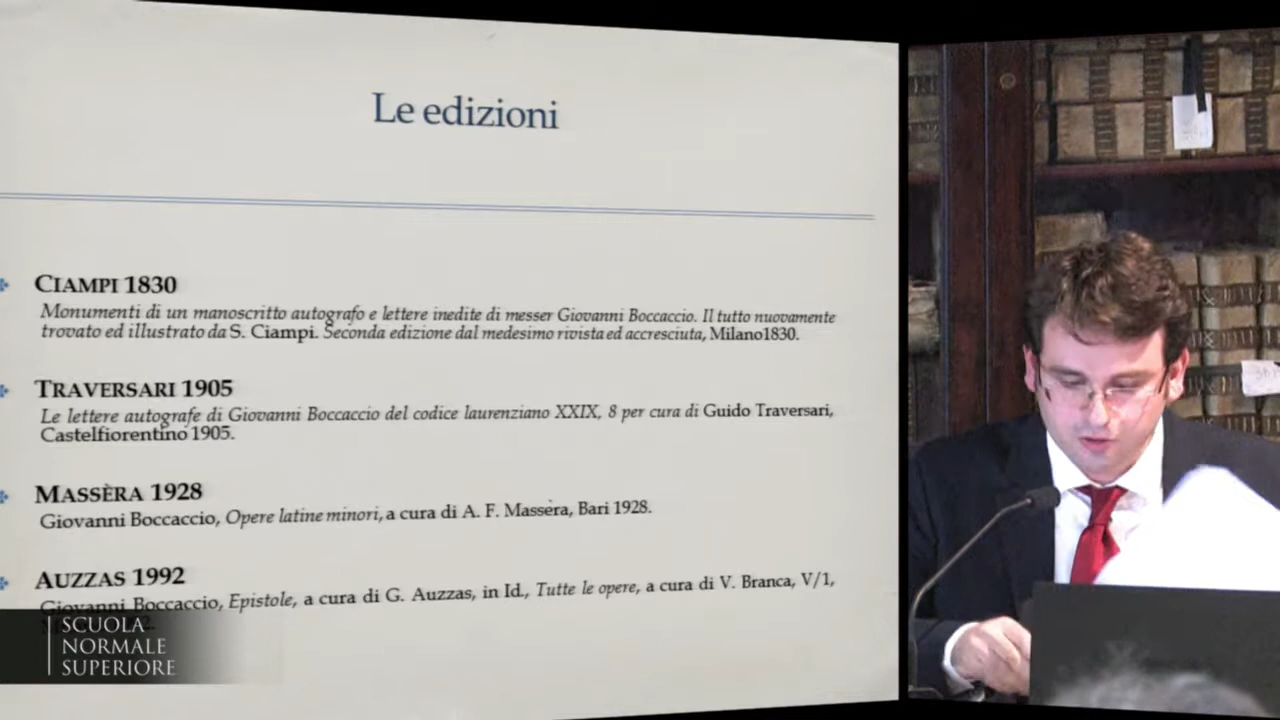 Le edizioni
CIAMPI 1830
Monumenti di un manoscritto autografo e lettere inedite di messer Giovanni Boccaccio. Il tutto nuovamente
trovato ed illustrato da S. Ciampi. Seconda edizione dal medesimo rivista ed accresciuta, Milano1830.
TRAVERSARI 1905
Le lettere autografe di Giovanni Boccaccio del codice laurenziano XXIX, 8 per cura di Guido Traversari,
Castelfiorentino 1905.
MASSÈRA 1928
Giovanni Boccaccio, Opere latine minori, a cura di A. F. Massèra, Bari 1928.
AUZZAS 1992
Giovanni Boccaccio, Epistole, a cura di G. Auzzas, in Id., Tutte le opere, a cura di V. Branca, V/1,
SCUOLA
NORMALE
SUPERIORE